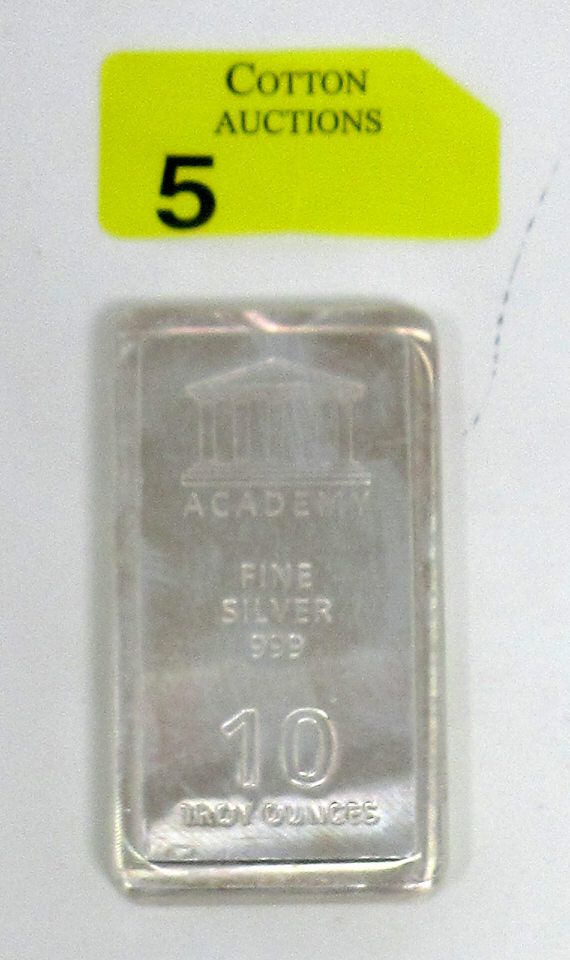 COTTON
AUCTIONS
5
ACADEMY
FINE
SILVER
999
10
TROY OUNCES